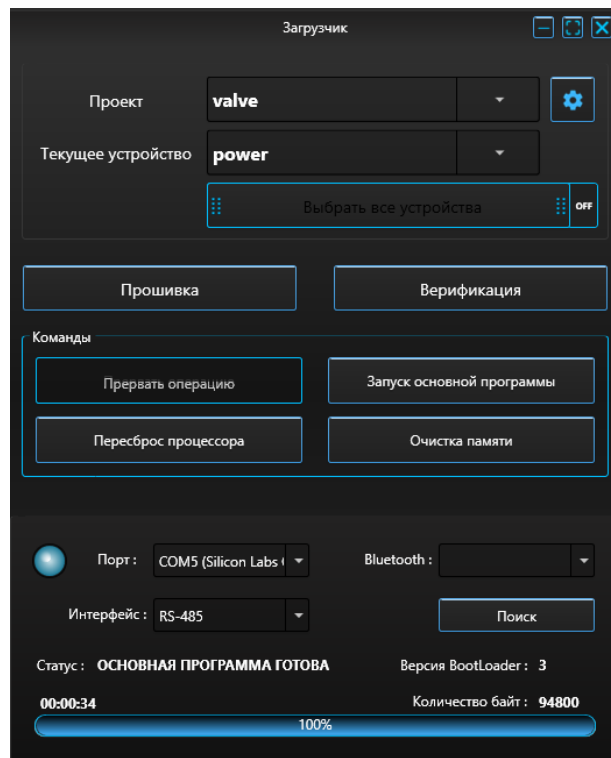 Загрузчик
Проект valve
Текущее устройство power
Выбрать все устройства OFF
Прошивка Верификация
Команды
Прервать операцию Запуск основной программы
Пересброс процессора Очистка памяти
Порт : COM5 (Silicon Labs Bluetooth :
Интерфейс : RS-485 Поиск
Статус : ОСНОВНАЯ ПРОГРАММА ГОТОВА Версия BootLoader : 3
00:00:34 Количество байт : 94800
100%